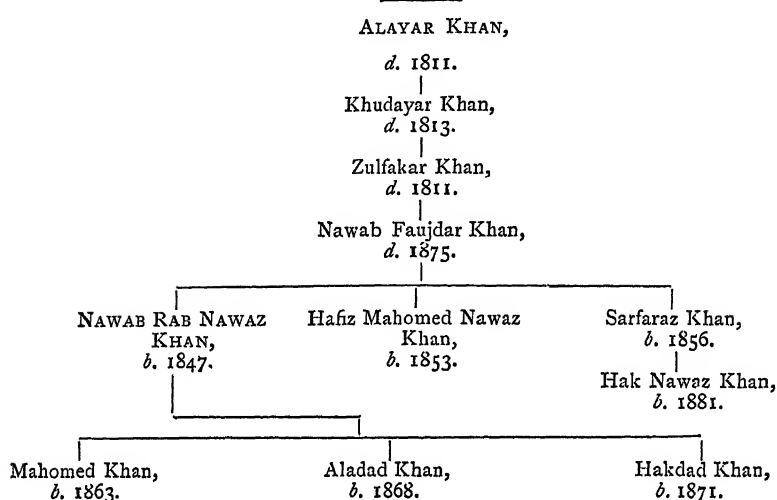 ALAYAR KHAN,
d. 1811.
Khudayar Khan,
d. 1813.
Zulfakar Khan,
d. 1811.
Nawab Faujdar Khan,
d. 1875.
NAWAB RAB NAWAZ
KHAN,
b. 1847.
Hafiz Mahomed Nawaz
Khan,
b. 1853.
Sarfaraz Khan,
b. 1856.
Hak Nawaz Khan,
b. 1881.
Mahomed Khan,
b. 1863.
Aladad Khan,
b. 1868.
Hakdad Khan,
b. 1871.